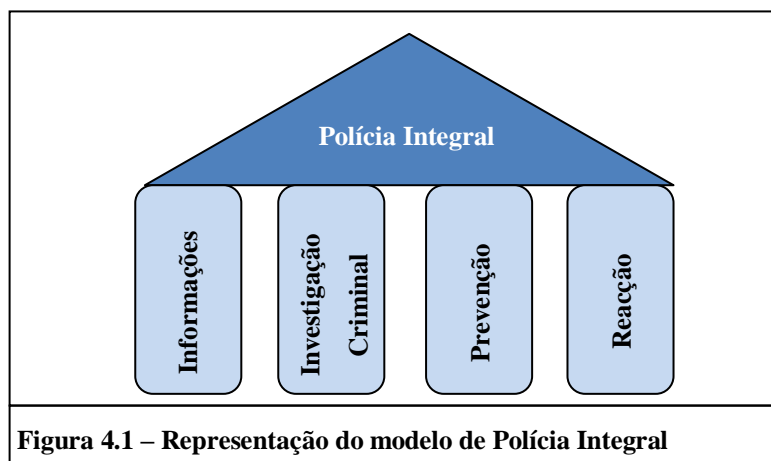 Polícia Integral
Informações
Investigação
Criminal
Prevenção
Reacção
Figura 4.1 – Representação do modelo de Polícia Integral